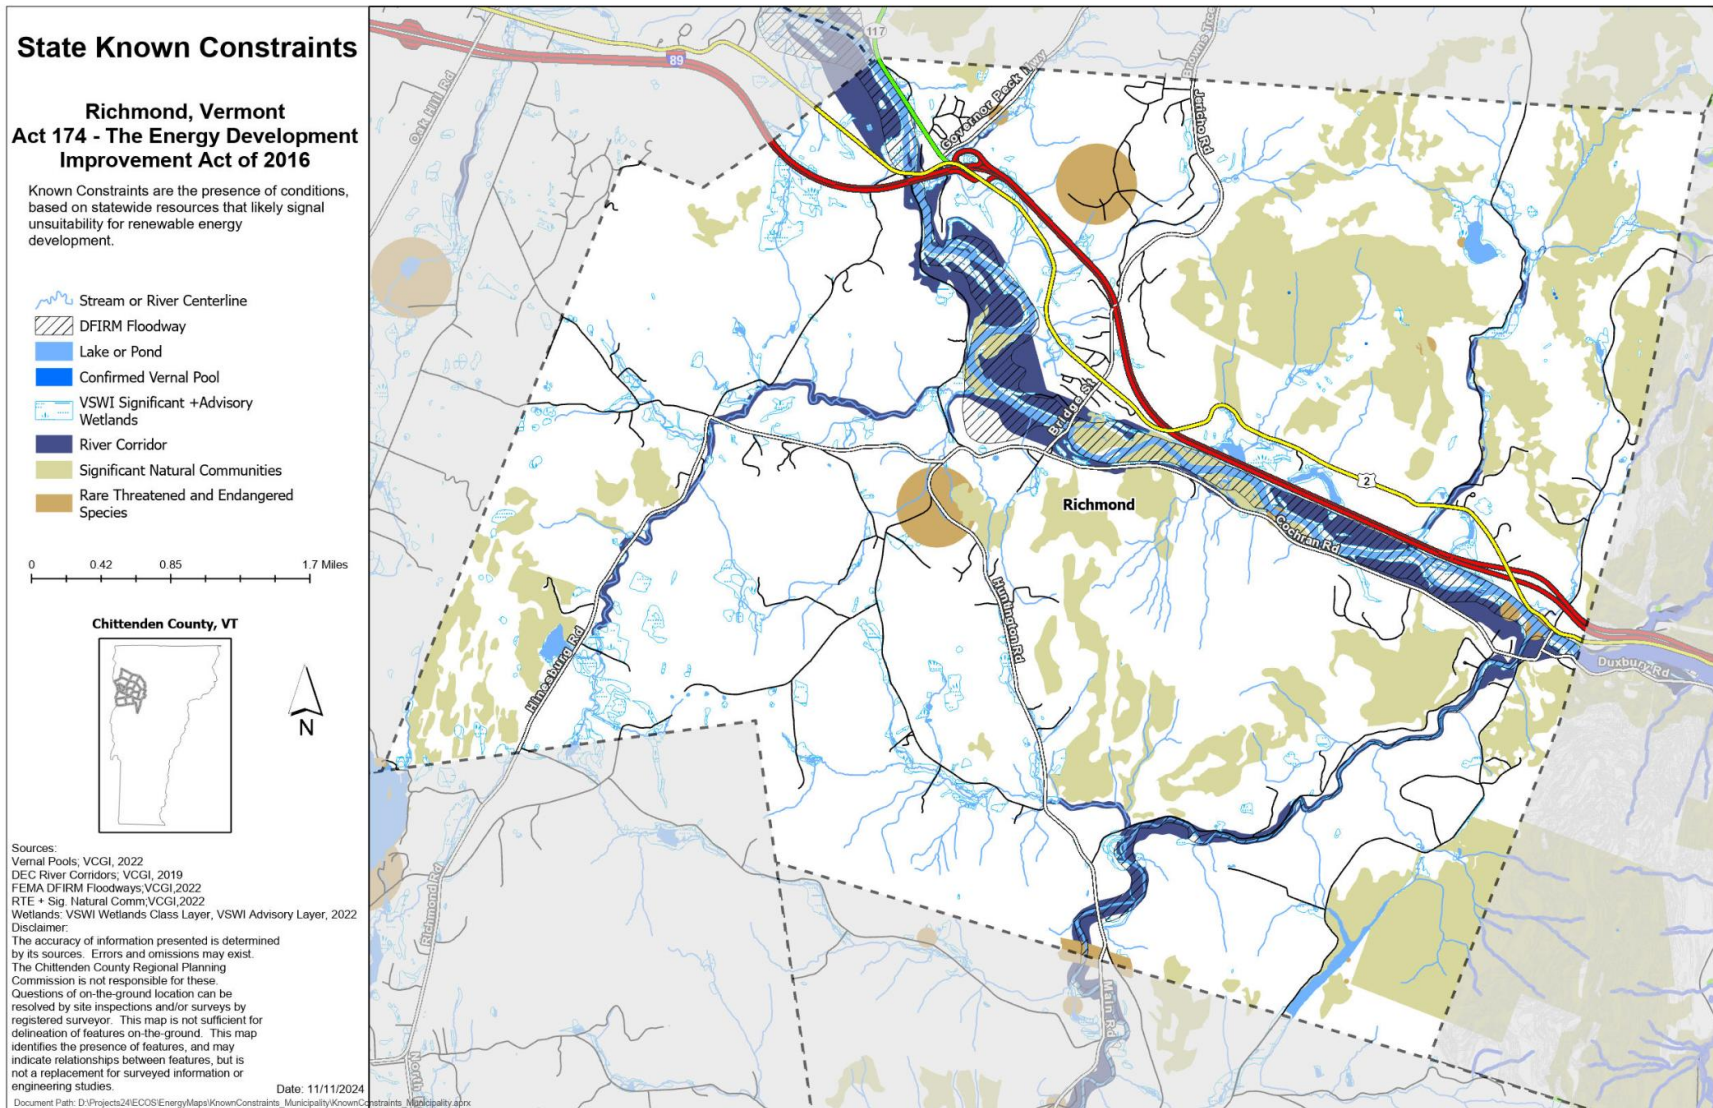 State Known Constraints
Richmond, Vermont
Act 174 - The Energy Development
Improvement Act of 2016
Known Constraints are the presence of conditions,
based on statewide resources that likely signal
unsuitability for renewable energy
development.
Stream or River Centerline
DFIRM Floodway
Lake or Pond
Confirmed Vernal Pool
VSWI Significant +Advisory
Wetlands
River Corridor
Significant Natural Communities
Rare Threatened and Endangered
Species
0 0.42 0.85 1.7 Miles
Chittenden County, VT
N
Sources:
Vernal Pools; VCGI, 2022
DEC River Corridors; VCGI, 2019
FEMA DFIRM Floodways;VCGI,2022
RTE + Sig. Natural Comm;VCGI,2022
Wetlands: VSWI Wetlands Class Layer, VSWI Advisory Layer, 2022
Disclaimer:
The accuracy of information presented is determined
by its sources. Errors and omissions may exist.
The Chittenden County Regional Planning
Commission is not responsible for these.
Questions of on-the-ground location can be
resolved by site inspections and/or surveys by
registered surveyor. This map is not sufficient for
delineation of features on-the-ground. This map
identifies the presence of features, and may
indicate relationships between features, but is
not a replacement for surveyed information or
engineering studies.
Date: 11/11/2024
Document Path: D:\Projects24\ECOS\EnergyMaps\KnownConstraints_Municipality\KnownConstraints_Municipality.aprx
89
117
Oak Hill Rd
Governor Peck Hwy
Browns Trace
Jericho Rd
Bridge St
2
Richmond
Cochran Rd
Huntington Rd
Hinesburg Rd
Duxbury Rd
Richmond Rd
Main Rd
North